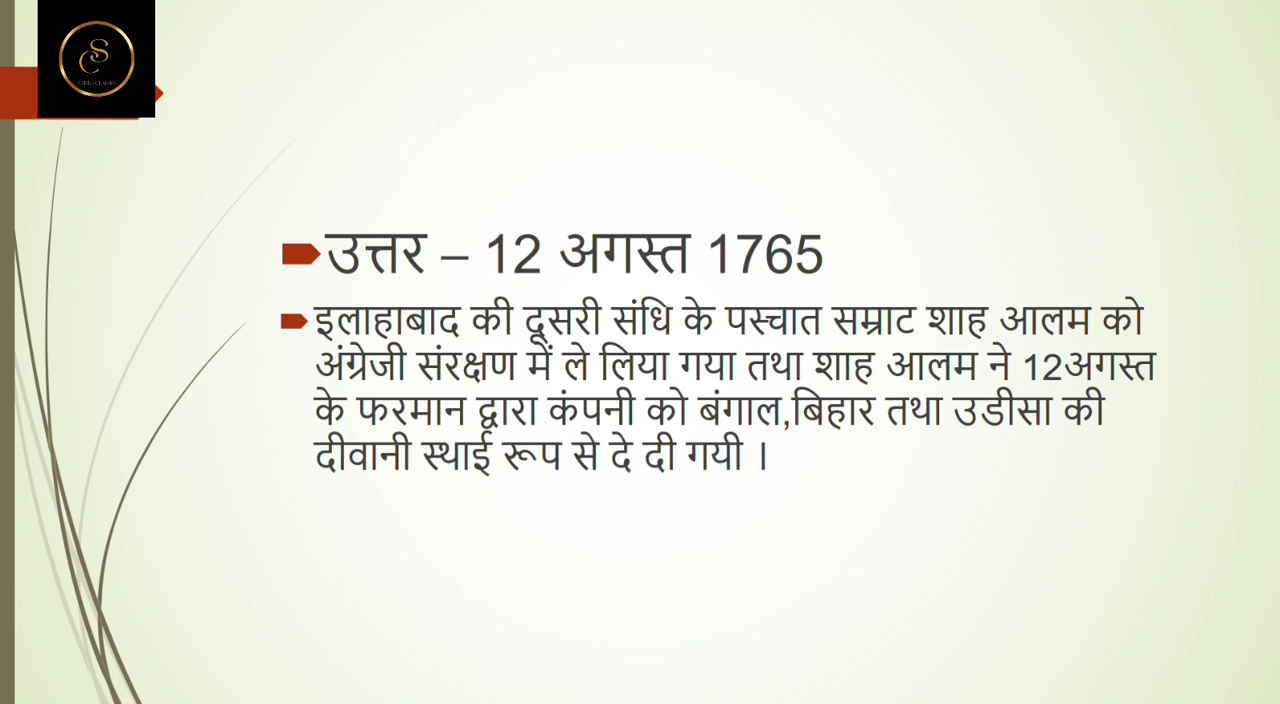 उत्तर – 12 अगस्त 1765
इलाहाबाद की दूसरी संधि के पस्चात सम्राट शाह आलम को
अंग्रेजी संरक्षण में ले लिया गया तथा शाह आलम ने 12अगस्त
के फरमान द्वारा कंपनी को बंगाल,बिहार तथा उडीसा की
दीवानी स्थाई रूप से दे दी गयी ।